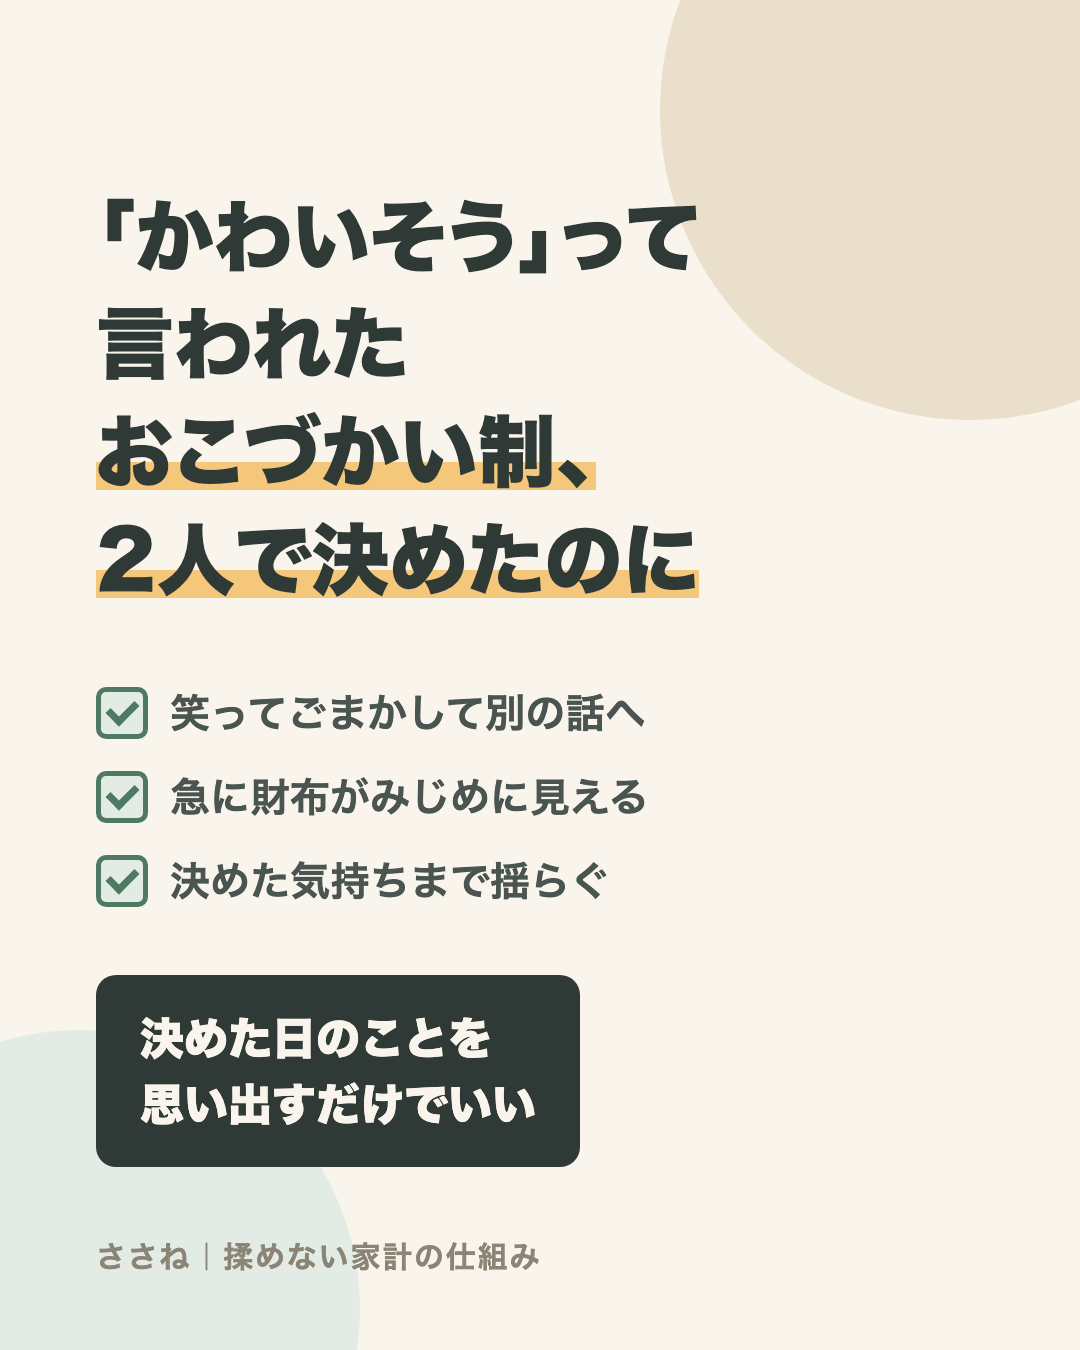 「かわいそう」って
言われた
おこづかい制、
2人で決めたのに
笑ってごまかして別の話へ
急に財布がみじめに見える
決めた気持ちまで揺らぐ
決めた日のことを
思い出すだけでいい
ささね｜揉めない家計の仕組み